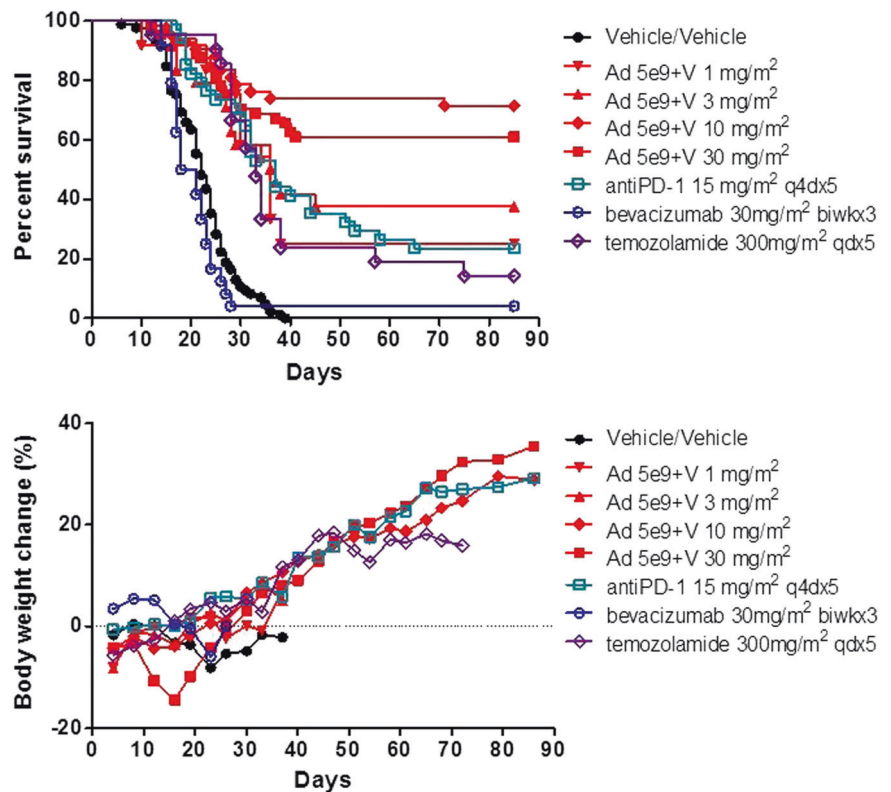 Percent survival
100
80
60
40
20
0
0 10 20 30 40 50 60 70 80 90
Days
Vehicle/Vehicle
Ad 5e9+V 1 mg/m²
Ad 5e9+V 3 mg/m²
Ad 5e9+V 10 mg/m²
Ad 5e9+V 30 mg/m²
antiPD-1 15 mg/m² q4dx5
bevacizumab 30mg/m² biwkx3
temozolamide 300mg/m² qdx5
Body weight change (%)
40
20
0
-20
0 10 20 30 40 50 60 70 80 90
Days
Vehicle/Vehicle
Ad 5e9+V 1 mg/m²
Ad 5e9+V 3 mg/m²
Ad 5e9+V 10 mg/m²
Ad 5e9+V 30 mg/m²
antiPD-1 15 mg/m² q4dx5
bevacizumab 30mg/m² biwkx3
temozolamide 300mg/m² qdx5